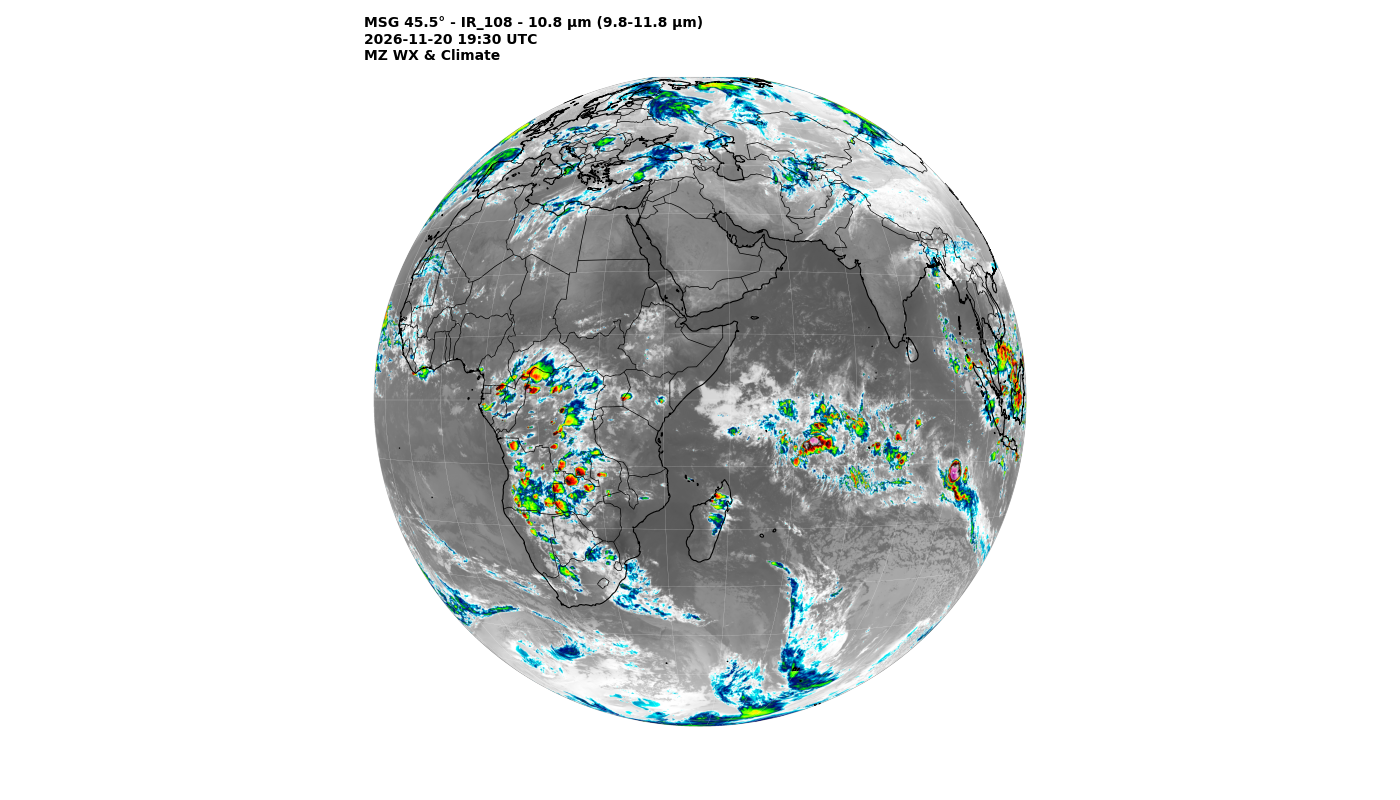 MSG 45.5° - IR_108 - 10.8 µm (9.8-11.8 µm)
2026-11-20 19:30 UTC
MZ WX & Climate